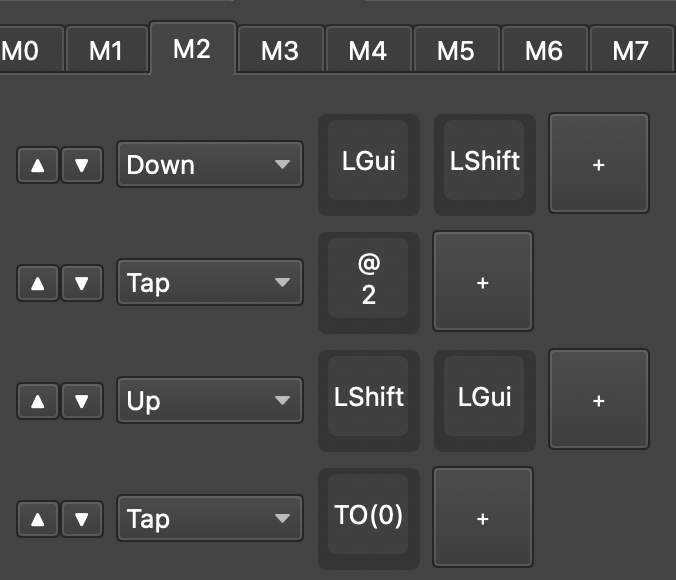 M0 M1 M2 M3 M4 M5 M6 M7
Down LGui LShift +
Tap @ +
2
Up LShift LGui +
Tap TO(0) +